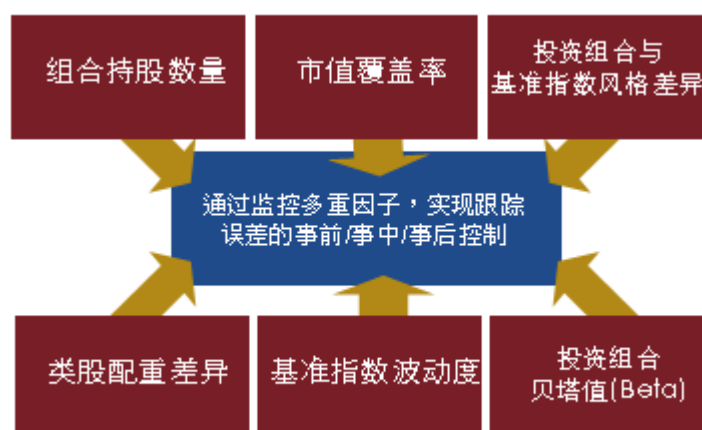 组合持股数量
市值覆盖率
投资组合与
基准指数风格差异
通过监控多重因子，实现跟踪
误差的事前/事中/事后控制
类股配重差异
基准指数波动度
投资组合
贝塔值(Beta)